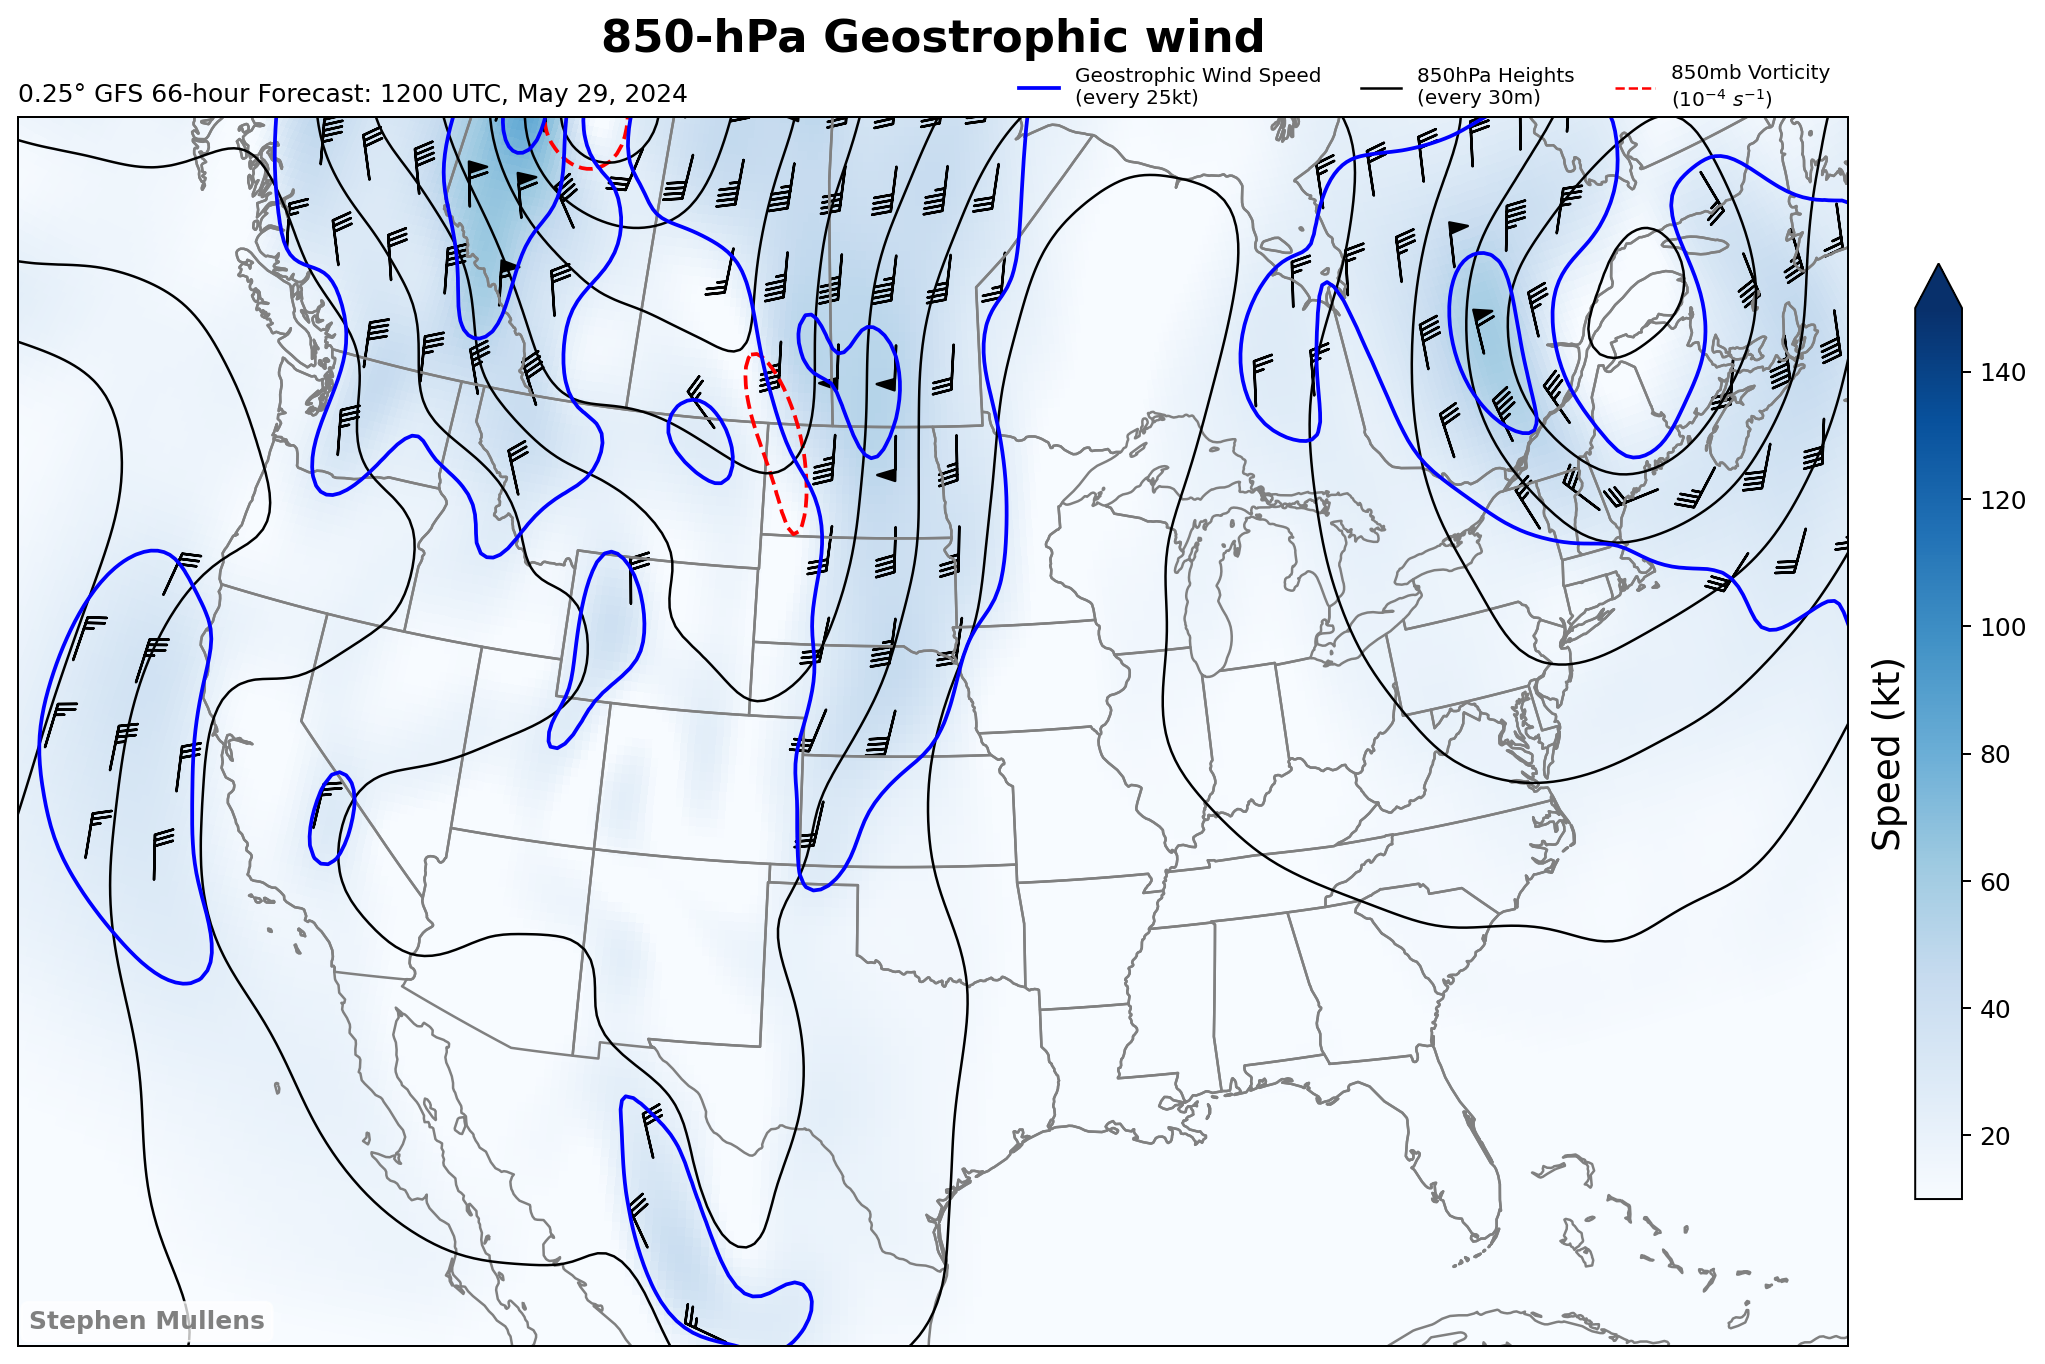 850-hPa Geostrophic wind
0.25° GFS 66-hour Forecast: 1200 UTC, May 29, 2024
Geostrophic Wind Speed
(every 25kt)
850hPa Heights
(every 30m)
850mb Vorticity
(10⁻⁴ s⁻¹)
140
120
100
80
60
40
20
Speed (kt)
Stephen Mullens